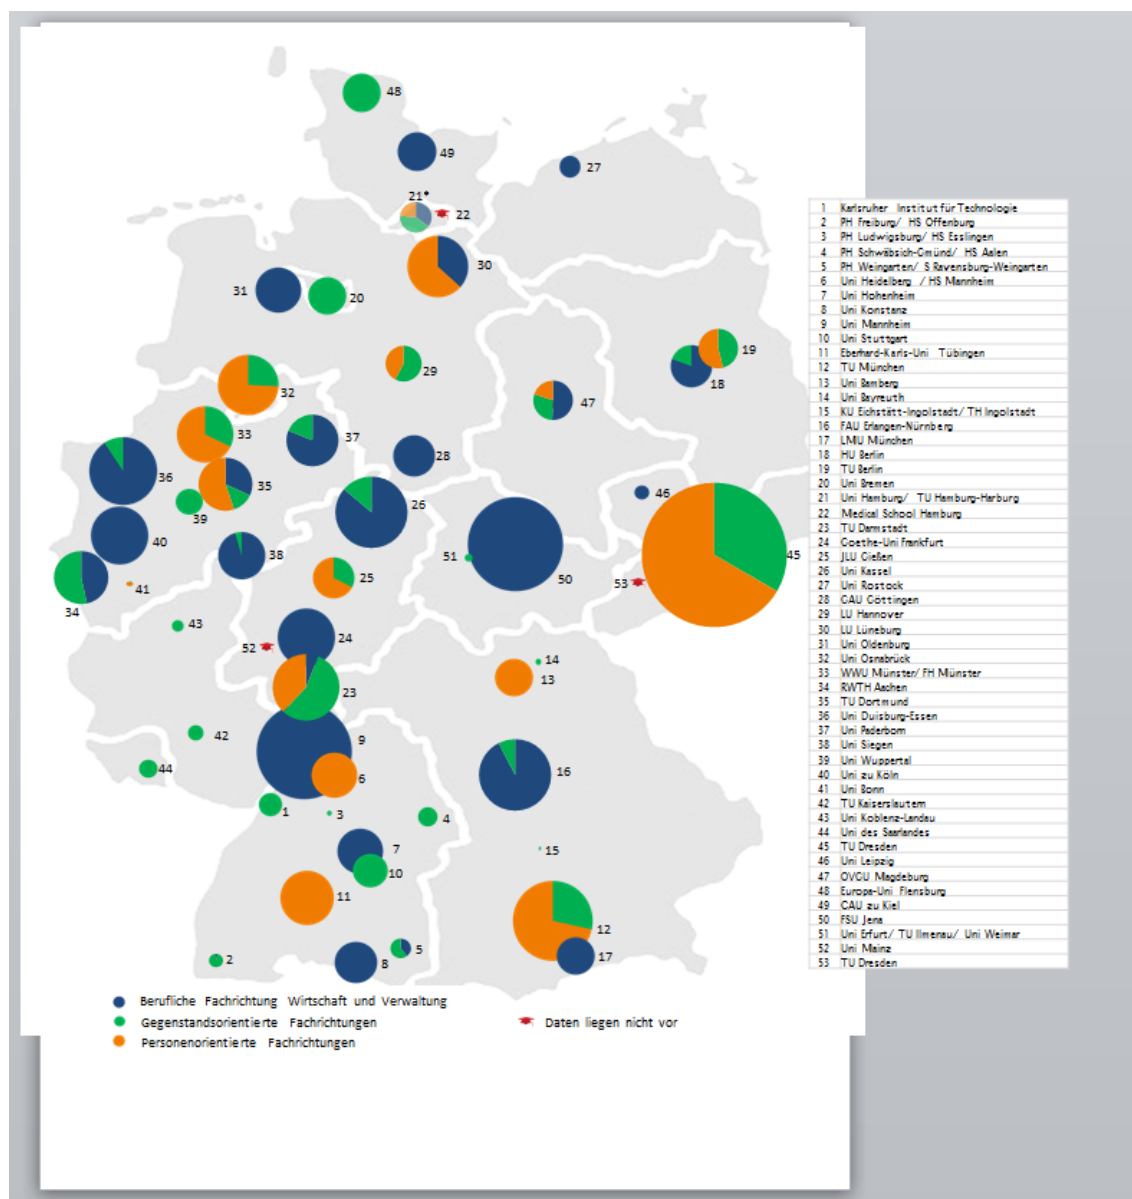 48
49
27
21*
22
30
31
20
19
18
29
32
47
33
37
28
36
35
46
26
39
40
51
50
45
38
53
25
41
34
43
24
52
14
13
23
42
9
16
44
6
1
3
4
7
15
10
11
12
5
2
8
17
1 Karlsruher Institut für Technologie
2 PH Freiburg/ HS Offenburg
3 PH Ludwigsburg/ HS Esslingen
4 PH Schwäbsich-Gmünd/ HS Aalen
5 PH Weingarten/ S Ravensburg-Weingarten
6 Uni Heidelberg / HS Mannheim
7 Uni Hohenheim
8 Uni Konstanz
9 Uni Mannheim
10 Uni Stuttgart
11 Eberhard-Karls-Uni Tübingen
12 TU München
13 Uni Bamberg
14 Uni Bayreuth
15 KU Eichstätt-Ingolstadt/ TH Ingolstadt
16 FAU Erlangen-Nürnberg
17 LMU München
18 HU Berlin
19 TU Berlin
20 Uni Bremen
21 Uni Hamburg/ TU Hamburg-Harburg
22 Medical School Hamburg
23 TU Darmstadt
24 Goethe-Uni Frankfurt
25 JLU Gießen
26 Uni Kassel
27 Uni Rostock
28 GAU Göttingen
29 LU Hannover
30 LU Lüneburg
31 Uni Oldenburg
32 Uni Osnabrück
33 WWU Münster/ FH Münster
34 RWTH Aachen
35 TU Dortmund
36 Uni Duisburg-Essen
37 Uni Paderborn
38 Uni Siegen
39 Uni Wuppertal
40 Uni zu Köln
41 Uni Bonn
42 TU Kaiserslautern
43 Uni Koblenz-Landau
44 Uni des Saarlandes
45 TU Dresden
46 Uni Leipzig
47 OVGU Magdeburg
48 Europa-Uni Flensburg
49 CAU zu Kiel
50 FSU Jena
51 Uni Erfurt/ TU Ilmenau/ Uni Weimar
52 Uni Mainz
53 TU Dresden
Berufliche Fachrichtung Wirtschaft und Verwaltung
Gegenstandsorientierte Fachrichtungen
Daten liegen nicht vor
Personenorientierte Fachrichtungen